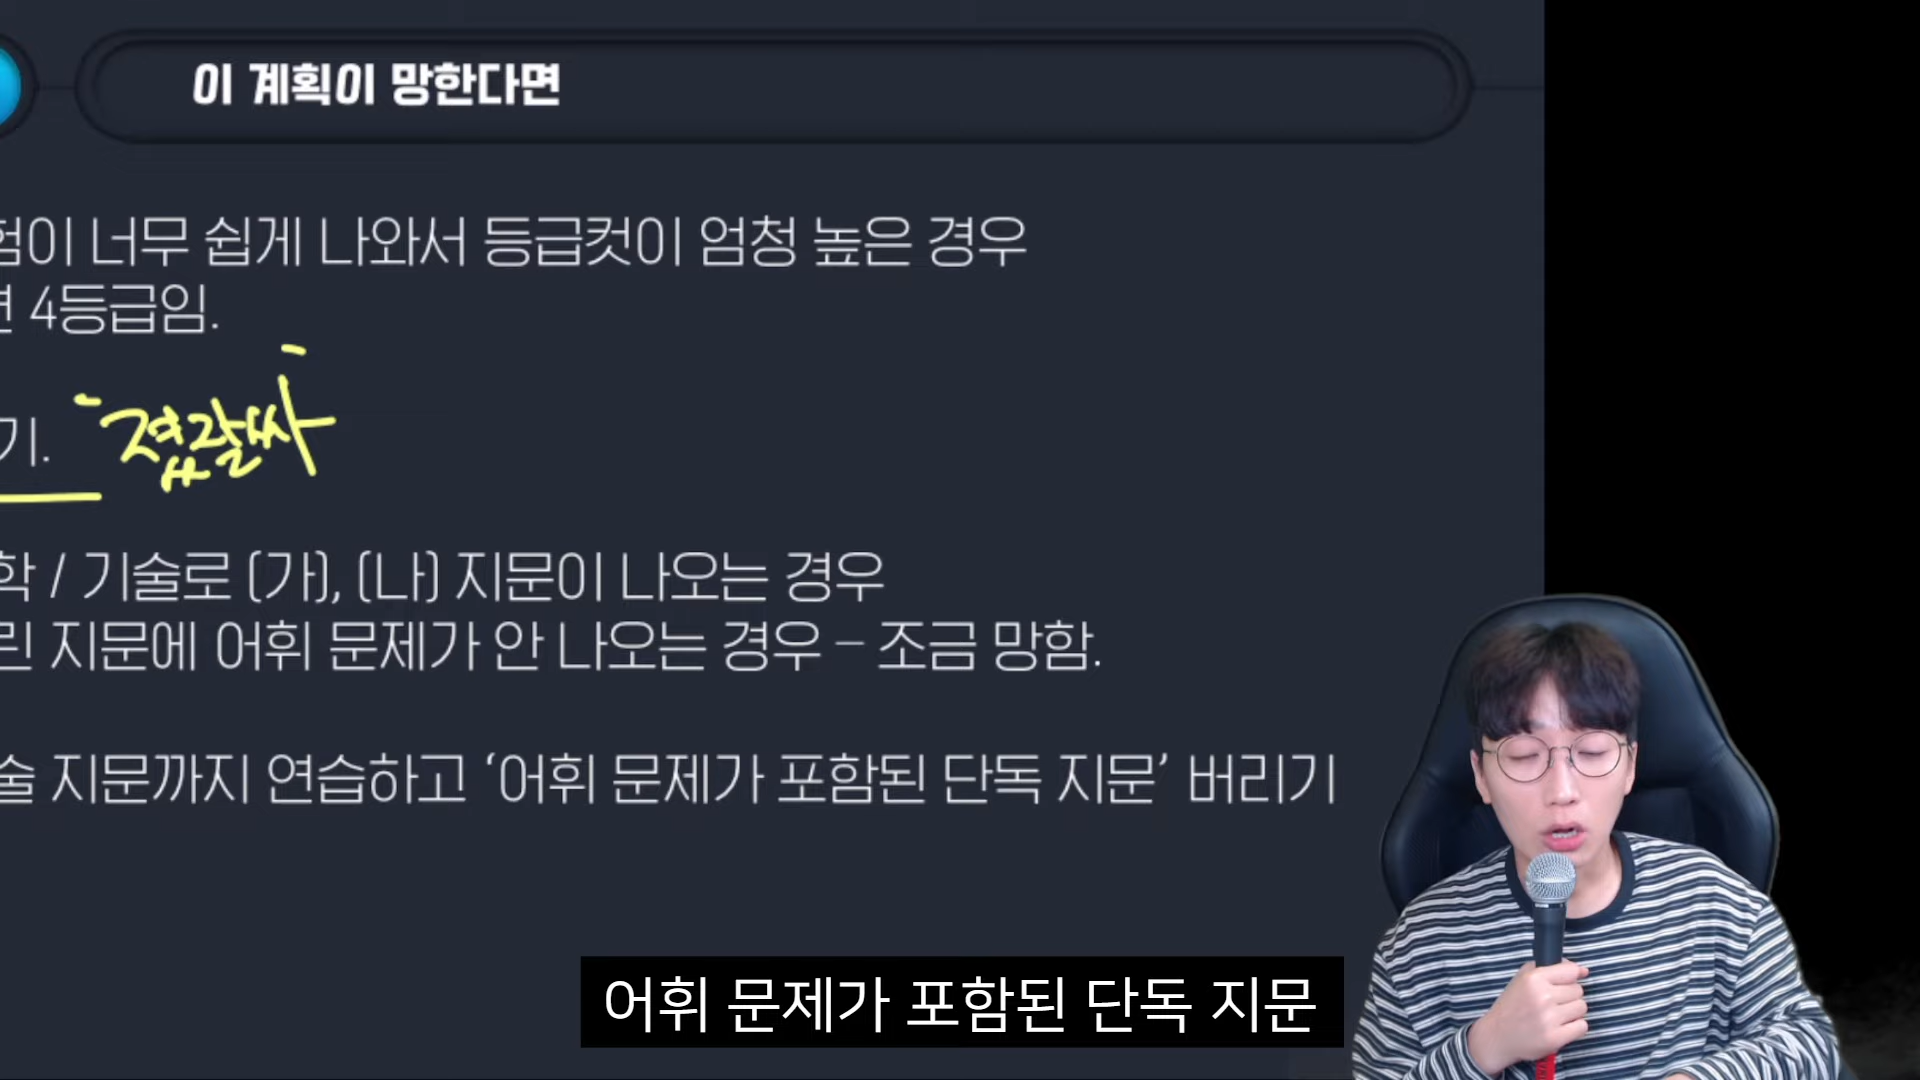 이 계획이 망한다면
험이 너무 쉽게 나와서 등급컷이 엄청 높은 경우
면 4등급임.
기. 젔갈싸
학 / 기술로 (가), (나) 지문이 나오는 경우
린 지문에 어휘 문제가 안 나오는 경우 – 조금 망함.
술 지문까지 연습하고 ‘어휘 문제가 포함된 단독 지문’ 버리기
어휘 문제가 포함된 단독 지문